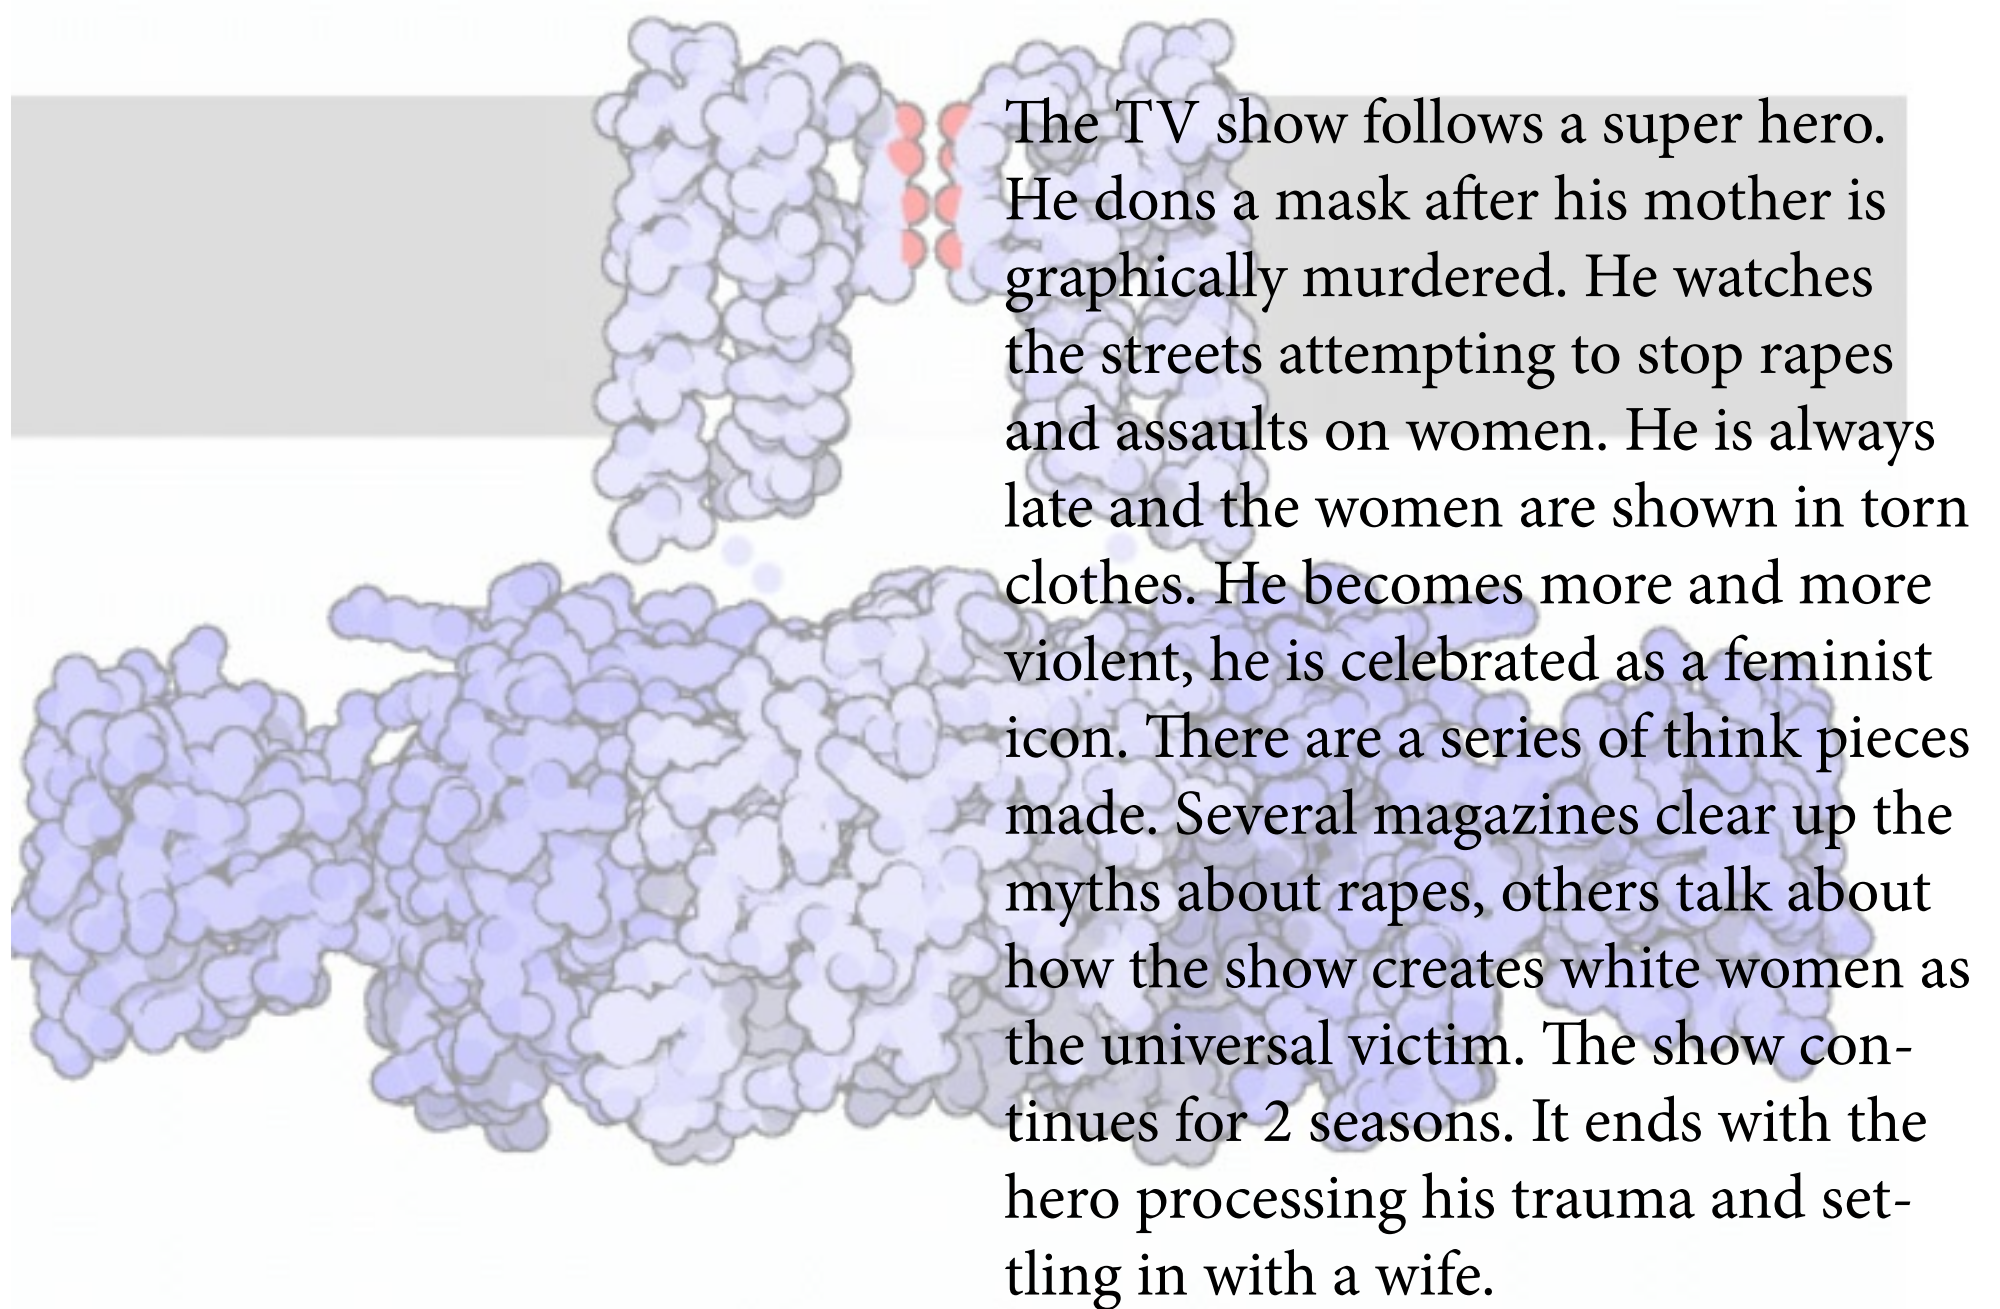 The TV show follows a super hero.
He dons a mask after his mother is
graphically murdered. He watches
the streets attempting to stop rapes
and assaults on women. He is always
late and the women are shown in torn
clothes. He becomes more and more
violent, he is celebrated as a feminist
icon. There are a series of think pieces
made. Several magazines clear up the
myths about rapes, others talk about
how the show creates white women as
the universal victim. The show con-
tinues for 2 seasons. It ends with the
hero processing his trauma and set-
tling in with a wife.